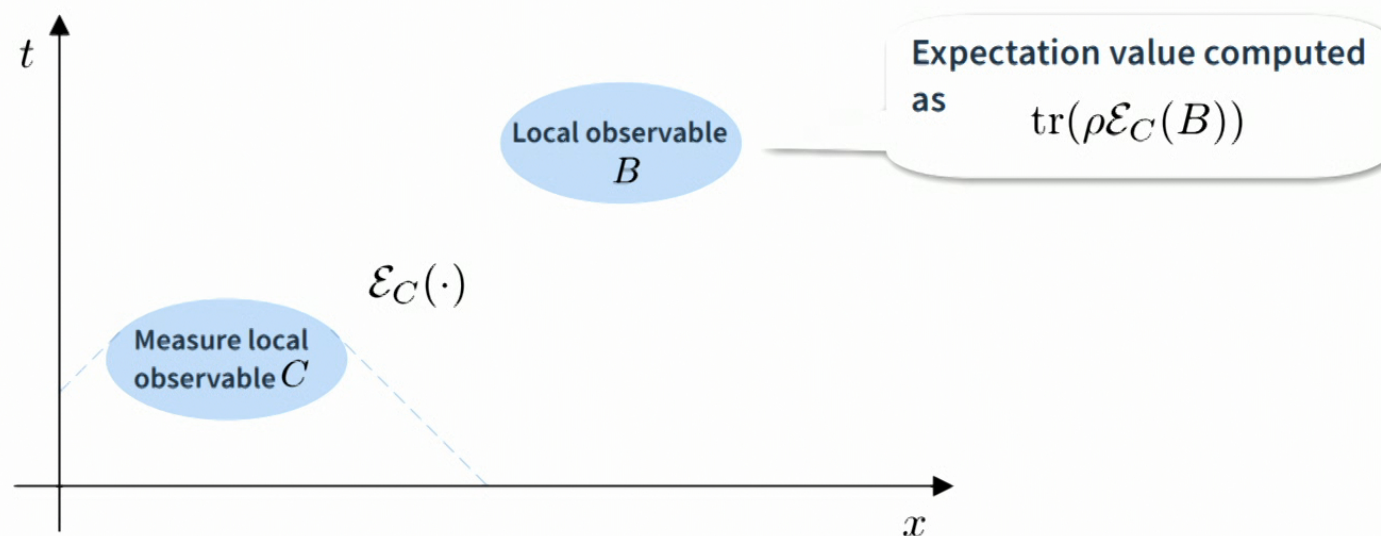 t
Expectation value computed
as tr(ρℰ_C(B))
Local observable
B
ℰ_C(·)
Measure local
observable C
x